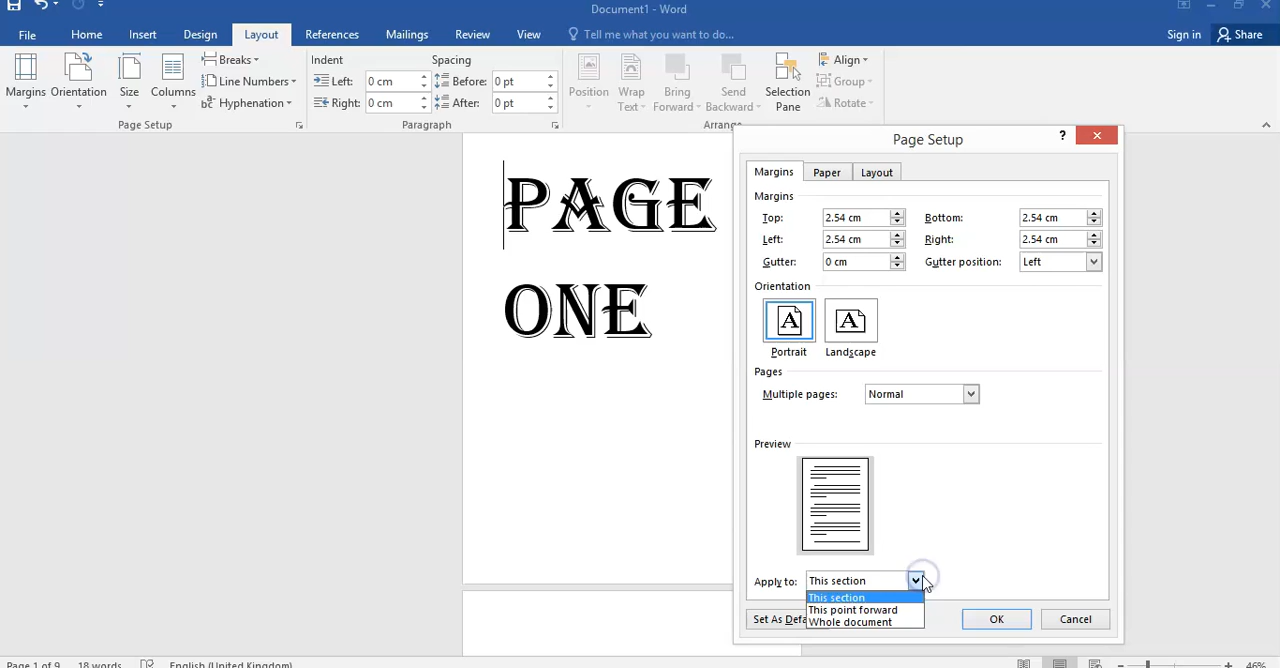 Document1 - Word
File Home Insert Design Layout References Mailings Review View Tell me what you want to do... Sign in Share
Margins Orientation Size Columns Breaks Line Numbers Hyphenation
Page Setup
Indent
Left: 0 cm
Right: 0 cm
Spacing
Before: 0 pt
After: 0 pt
Paragraph
Position Wrap Text Bring Forward Send Backward Selection Pane Align Group Rotate
Arrang
PAGE
ONE
Page Setup
? ×
Margins Paper Layout
Margins
Top: 2.54 cm Bottom: 2.54 cm
Left: 2.54 cm Right: 2.54 cm
Gutter: 0 cm Gutter position: Left
Orientation
Portrait Landscape
Pages
Multiple pages: Normal
Preview
Apply to: This section
This section
This point forward
Whole document
Set As Defa OK Cancel
Page 1 of 9 18 words English (United Kingdom) 46%